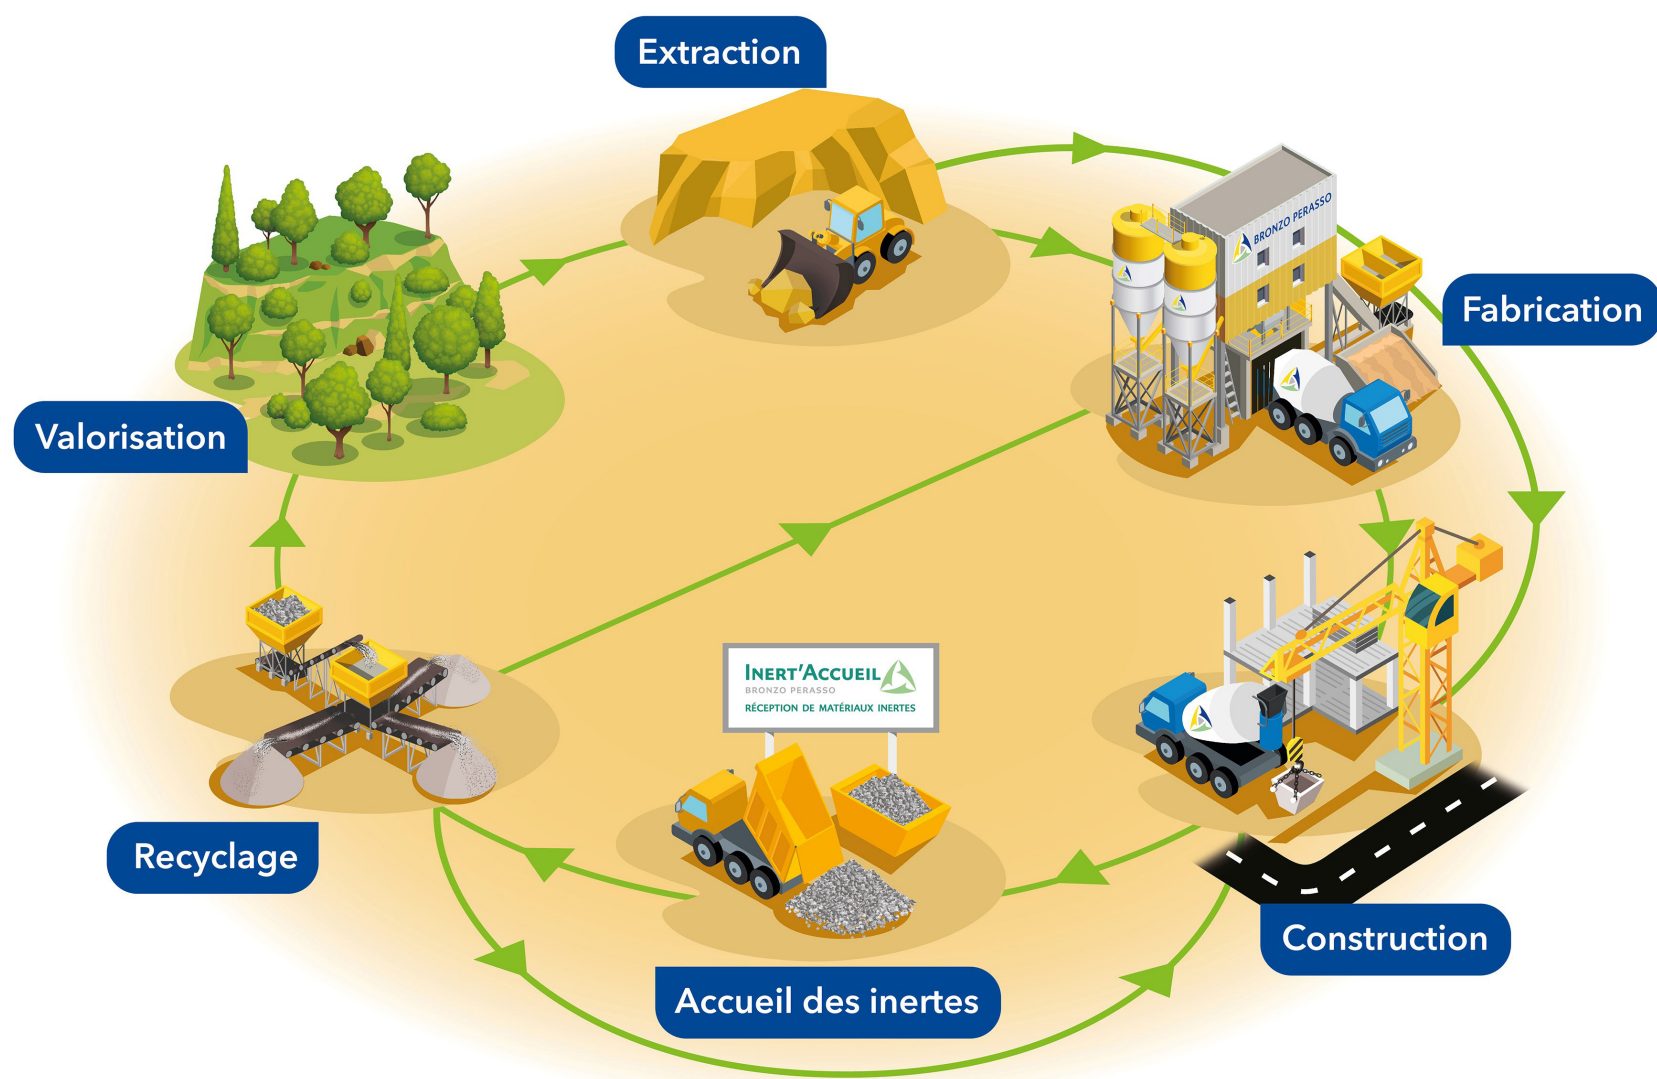 Extraction
BRONZO PERASSO
Fabrication
Valorisation
INERT'ACCUEIL
BRONZO PERASSO
RÉCEPTION DE MATÉRIAUX INERTES
Recyclage
Construction
Accueil des inertes